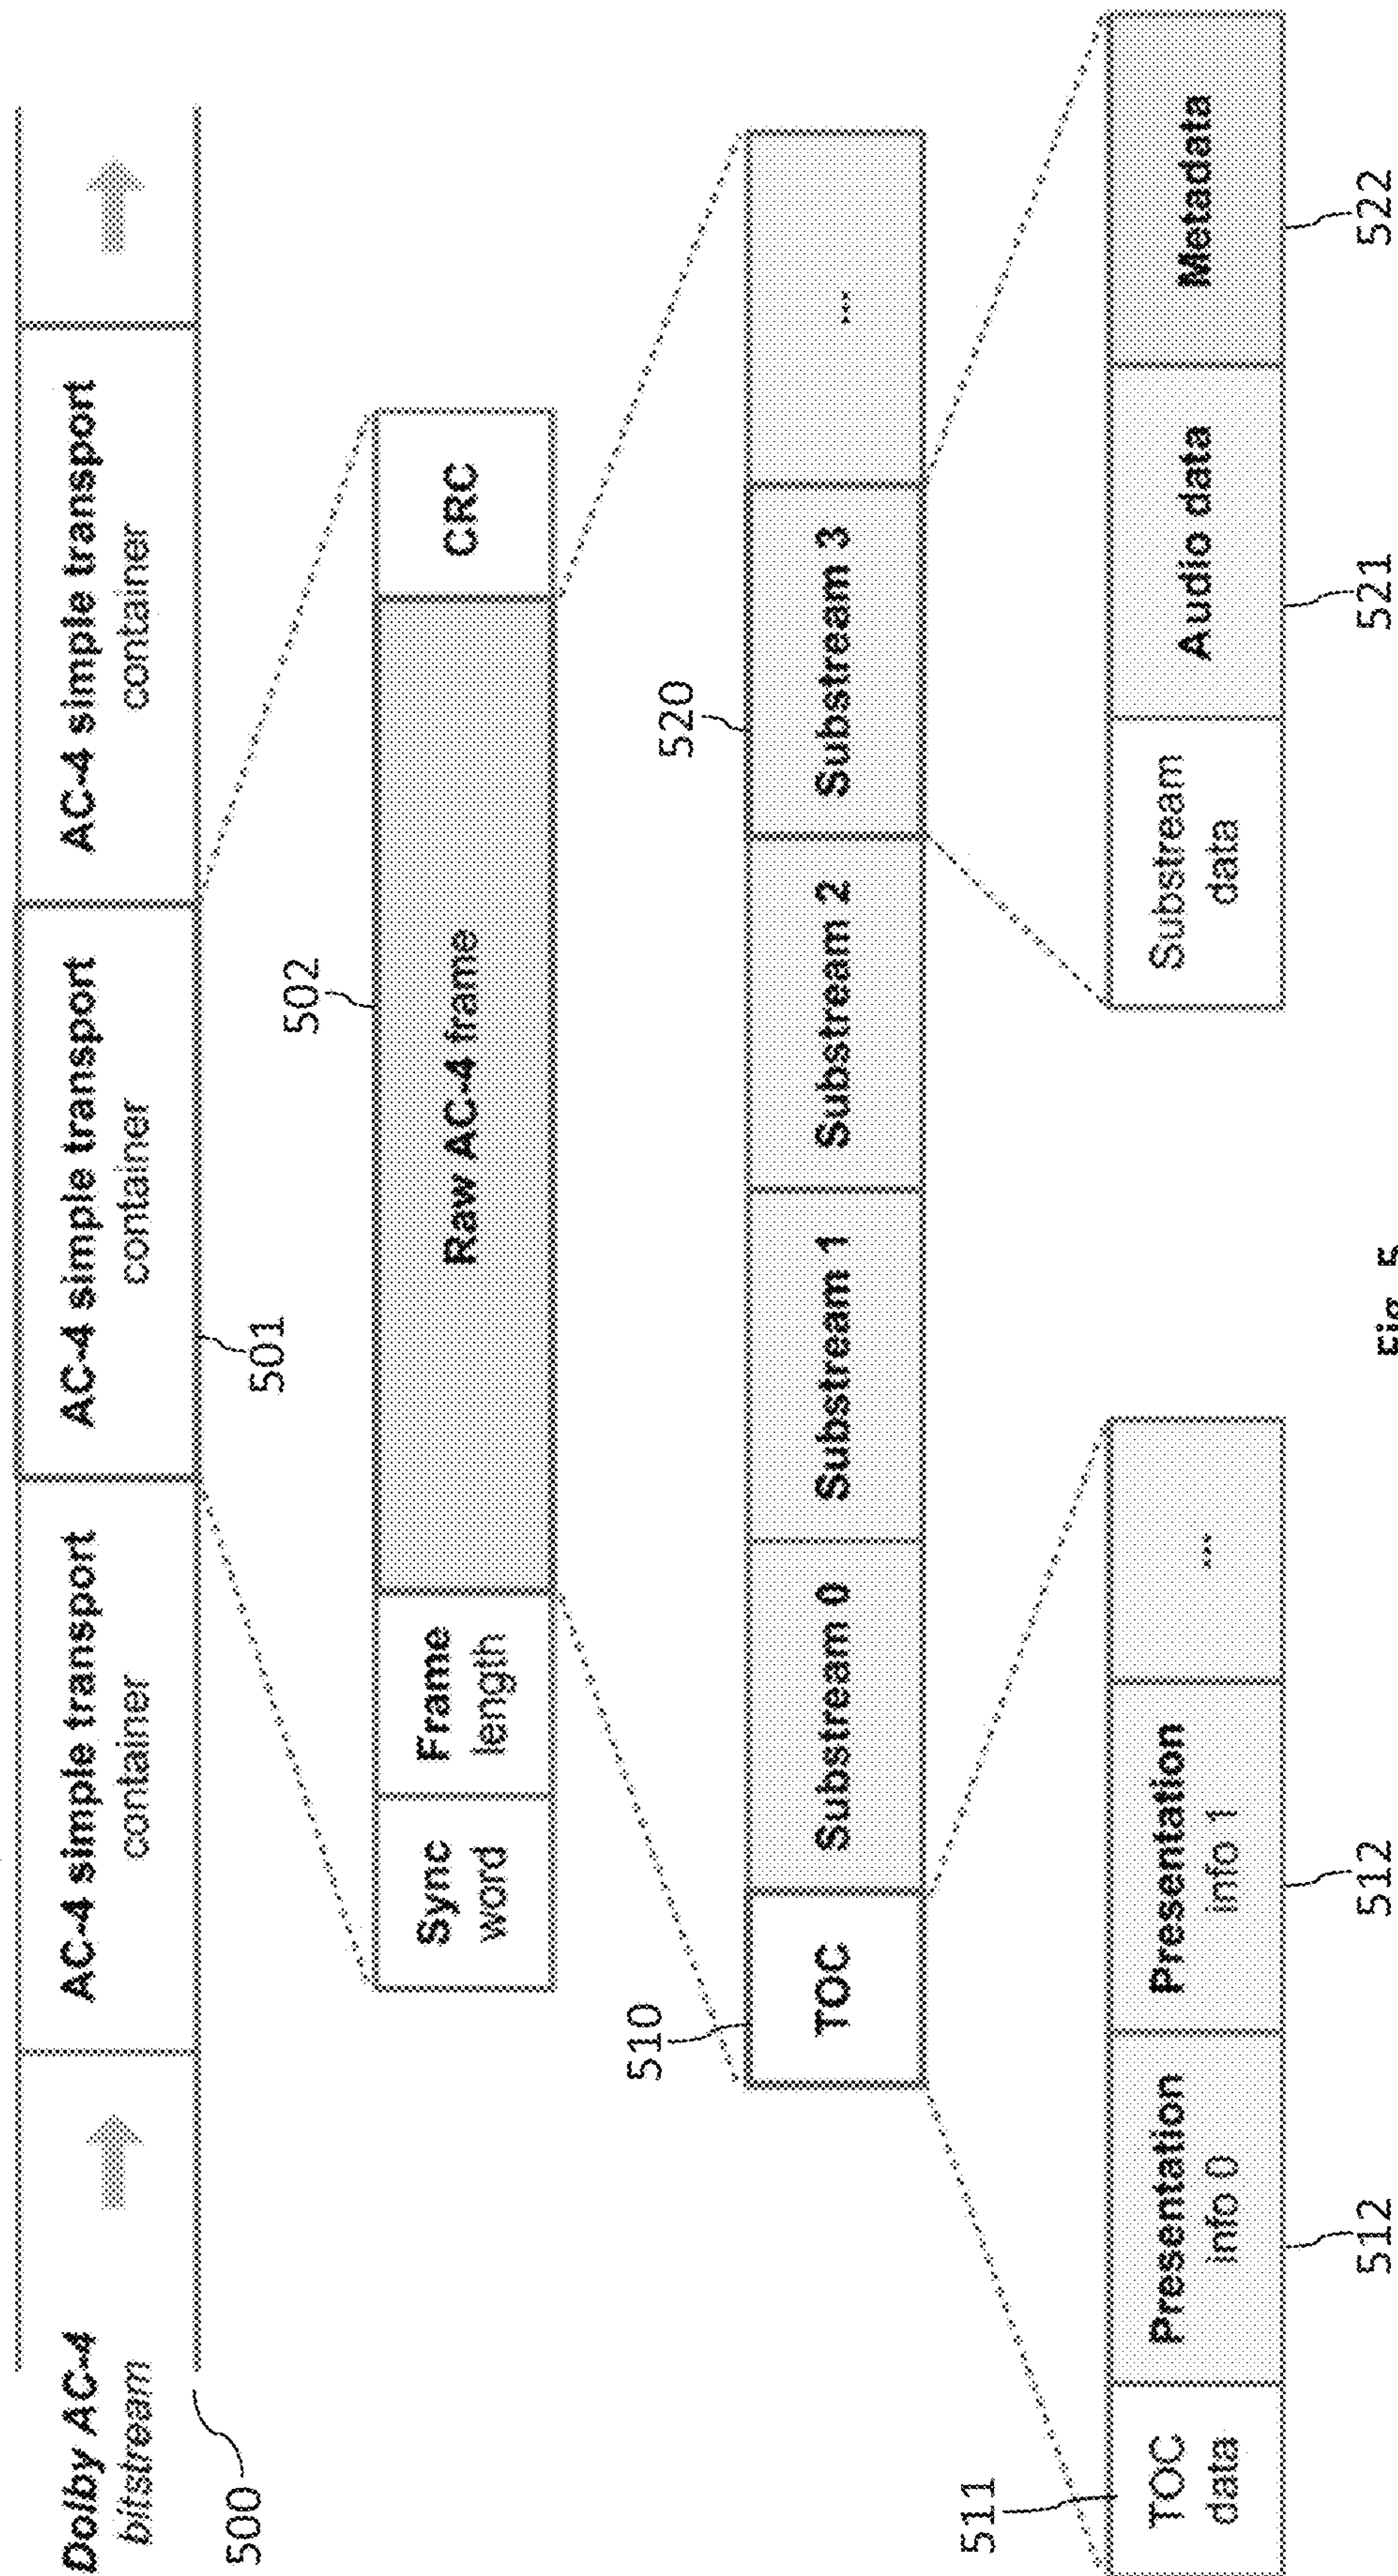 Dolby AC-4
bitstream
AC-4 simple transport
container
AC-4 simple transport
container
AC-4 simple transport
container
500
501
502
Sync
word
Frame
length
Raw AC-4 frame
CRC
510
520
TOC
Substream 0
Substream 1
Substream 2
Substream 3
...
511
TOC
data
Presentation
info 0
Presentation
info 1
...
Substream
data
Audio data
Metadata
512
512
521
522
Fig. 5